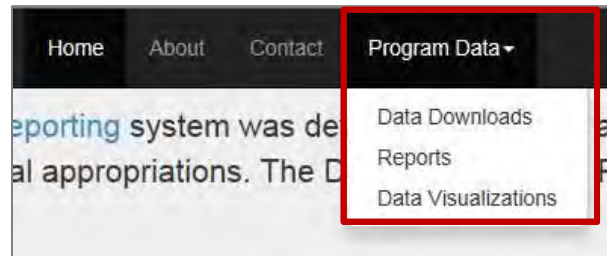 Home About Contact Program Data
Data Downloads
eporting system was de
Reports
al appropriations. The D
Data Visualizations